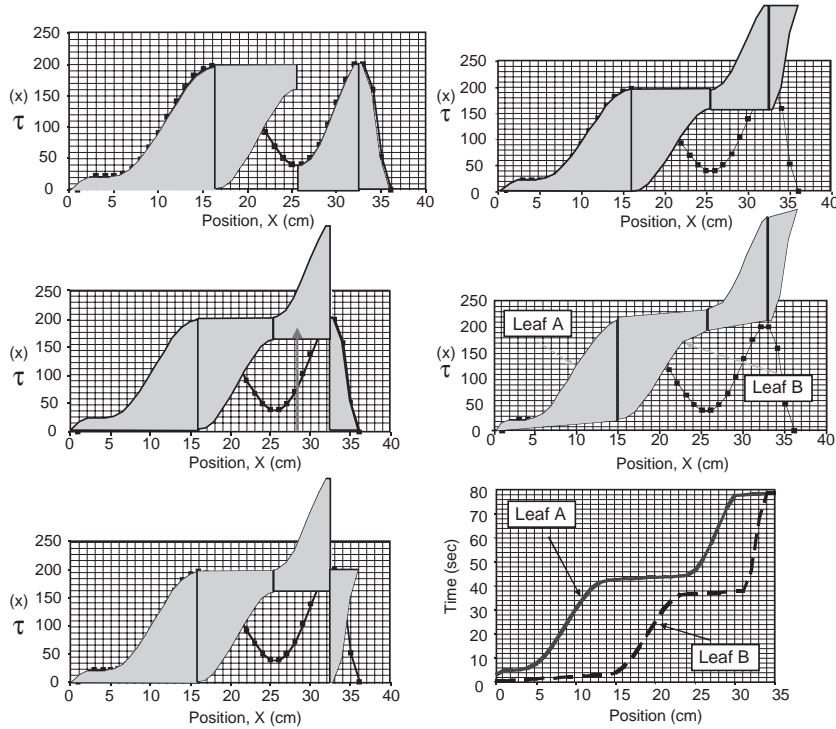 250
200
150
100
50
0
(x)
τ
0 5 10 15 20 25 30 35 40
Position, X (cm)
250
200
150
100
50
0
(x)
τ
0 5 10 15 20 25 30 35 40
Position, X (cm)
250
200
150
100
50
0
(x)
τ
0 5 10 15 20 25 30 35 40
Position, X (cm)
250
200
150
100
50
0
(x)
τ
Leaf A
Leaf B
0 5 10 15 20 25 30 35 40
Position, X (cm)
250
200
150
100
50
0
(x)
τ
0 5 10 15 20 25 30 35 40
Position, X (cm)
80
70
60
50
40
30
20
10
0
Time (sec)
Leaf A
Leaf B
0 5 10 15 20 25 30 35
Position (cm)